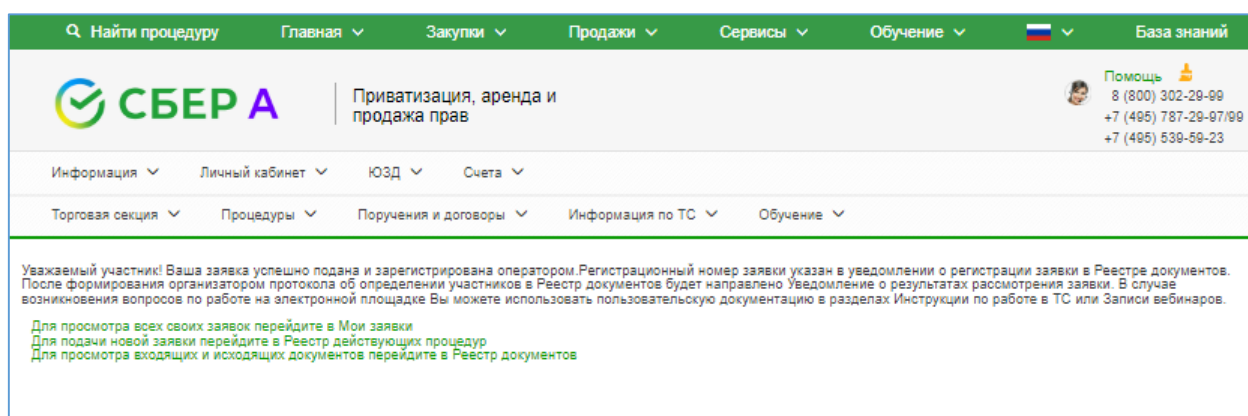 Найти процедуру Главная Закупки Продажи Сервисы Обучение База знаний
СБЕР А
Приватизация, аренда и
продажа прав
Помощь
8 (800) 302-29-99
+7 (495) 787-29-97/99
+7 (495) 539-59-23
Информация Личный кабинет ЮЗД Счета
Торговая секция Процедуры Поручения и договоры Информация по ТС Обучение
Уважаемый участник! Ваша заявка успешно подана и зарегистрирована оператором.Регистрационный номер заявки указан в уведомлении о регистрации заявки в Реестре документов.
После формирования организатором протокола об определении участников в Реестр документов будет направлено Уведомление о результатах рассмотрения заявки. В случае
возникновения вопросов по работе на электронной площадке Вы можете использовать пользовательскую документацию в разделах Инструкции по работе в ТС или Записи вебинаров.
Для просмотра всех своих заявок перейдите в Мои заявки
Для подачи новой заявки перейдите в Реестр действующих процедур
Для просмотра входящих и исходящих документов перейдите в Реестр документов